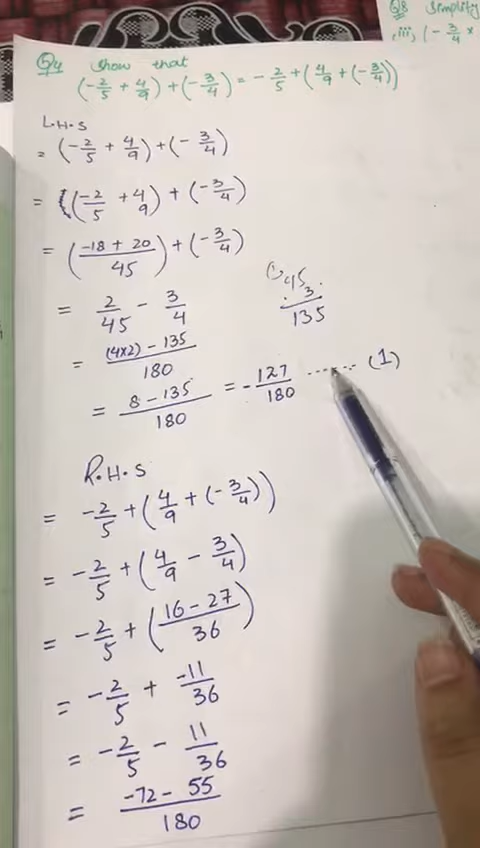 Q8 Simplify
(iii) (-3/4 ×
Q4 Show that
(-2/5 + 4/9) + (-3/4) = -2/5 + (4/9 + (-3/4))
L.H.S
= (-2/5 + 4/9) + (-3/4)
= ((-2/5 + 4/9) + (-3/4)
= ((-18 + 20)/45) + (-3/4)
= 2/45 - 3/4
45
3
135
= ((4×2) - 135)/180
= (8 - 135)/180 = -127/180 ........ (1)
R.H.S
= -2/5 + (4/9 + (-3/4))
= -2/5 + (4/9 - 3/4)
= -2/5 + ((16 - 27)/36)
= -2/5 + -11/36
= -2/5 - 11/36
= (-72 - 55)/180